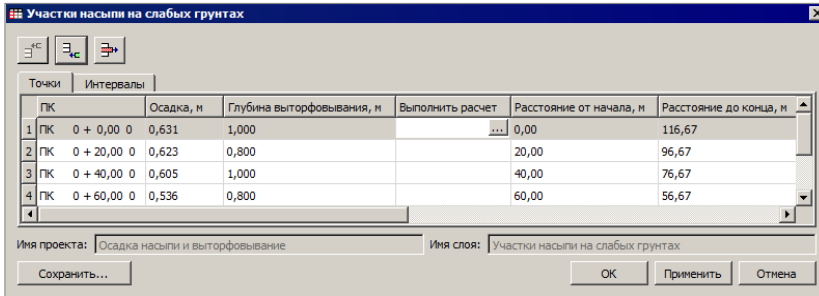 Участки насыпи на слабых грунтах
Точки Интервалы
ПК Осадка, м Глубина выторфовывания, м Выполнить расчет Расстояние от начала, м Расстояние до конца, м
1 ПК 0 + 0,00 0 0,631 1,000 ... 0,00 116,67
2 ПК 0 + 20,00 0 0,623 0,800 20,00 96,67
3 ПК 0 + 40,00 0 0,605 1,000 40,00 76,67
4 ПК 0 + 60,00 0 0,536 0,800 60,00 56,67
Имя проекта: Осадка насыпи и выторфовывание Имя слоя: Участки насыпи на слабых грунтах
Сохранить... ОК Применить Отмена